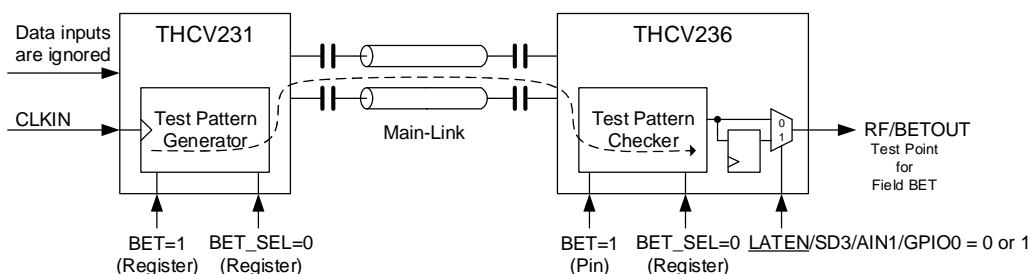 Data inputs
are ignored
CLKIN
THCV231
Test Pattern
Generator
Main-Link
THCV236
Test Pattern
Checker
0
1
RF/BETOUT
Test Point
for
Field BET
BET=1
(Register)
BET_SEL=0
(Register)
BET=1
(Pin)
BET_SEL=0
(Register)
LATEN/SD3/AIN1/GPIO0 = 0 or 1